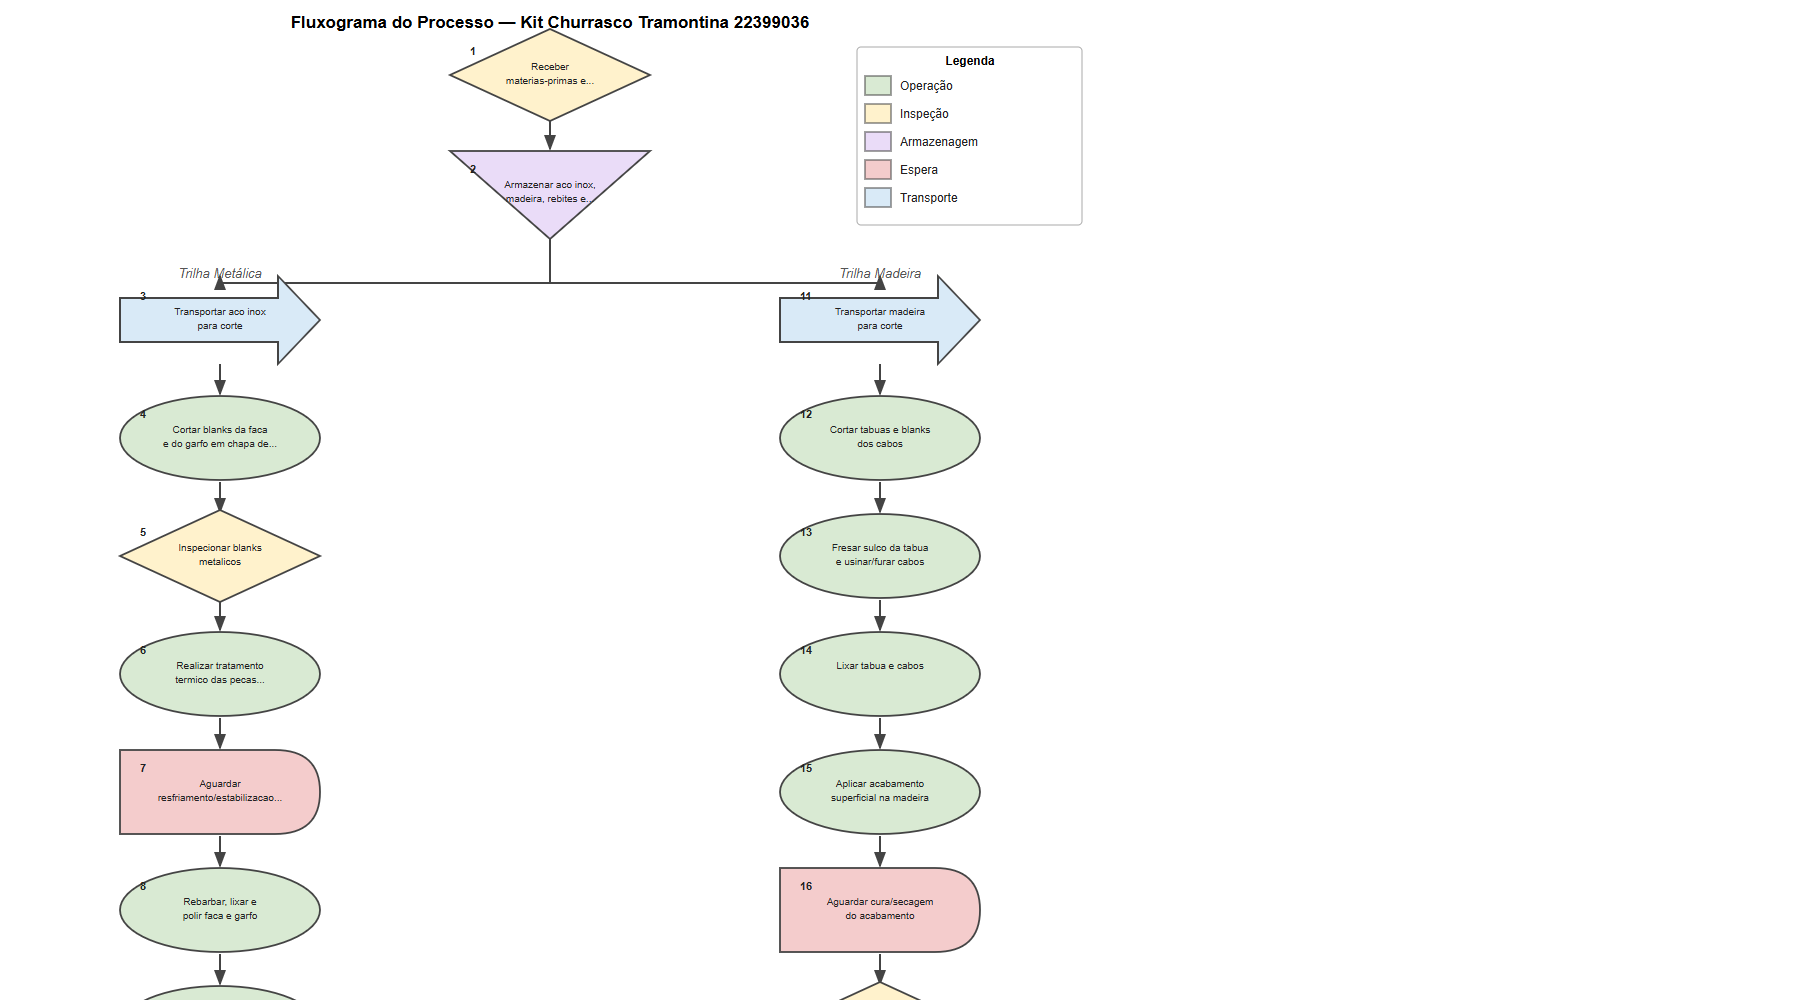 Fluxograma do Processo — Kit Churrasco Tramontina 22399036
1
Receber
materias-primas e...
Legenda
Operação
Inspeção
Armazenagem
Espera
Transporte
2
Armazenar aco inox,
madeira, rebites e...
Trilha Metálica
3
Transportar aco inox
para corte
4
Cortar blanks da faca
e do garfo em chapa de...
5
Inspecionar blanks
metalicos
6
Realizar tratamento
termico das pecas...
7
Aguardar
resfriamento/estabilizacao...
8
Rebarbar, lixar e
polir faca e garfo
Trilha Madeira
11
Transportar madeira
para corte
12
Cortar tabuas e blanks
dos cabos
13
Fresar sulco da tabua
e usinar/furar cabos
14
Lixar tabua e cabos
15
Aplicar acabamento
superficial na madeira
16
Aguardar cura/secagem
do acabamento